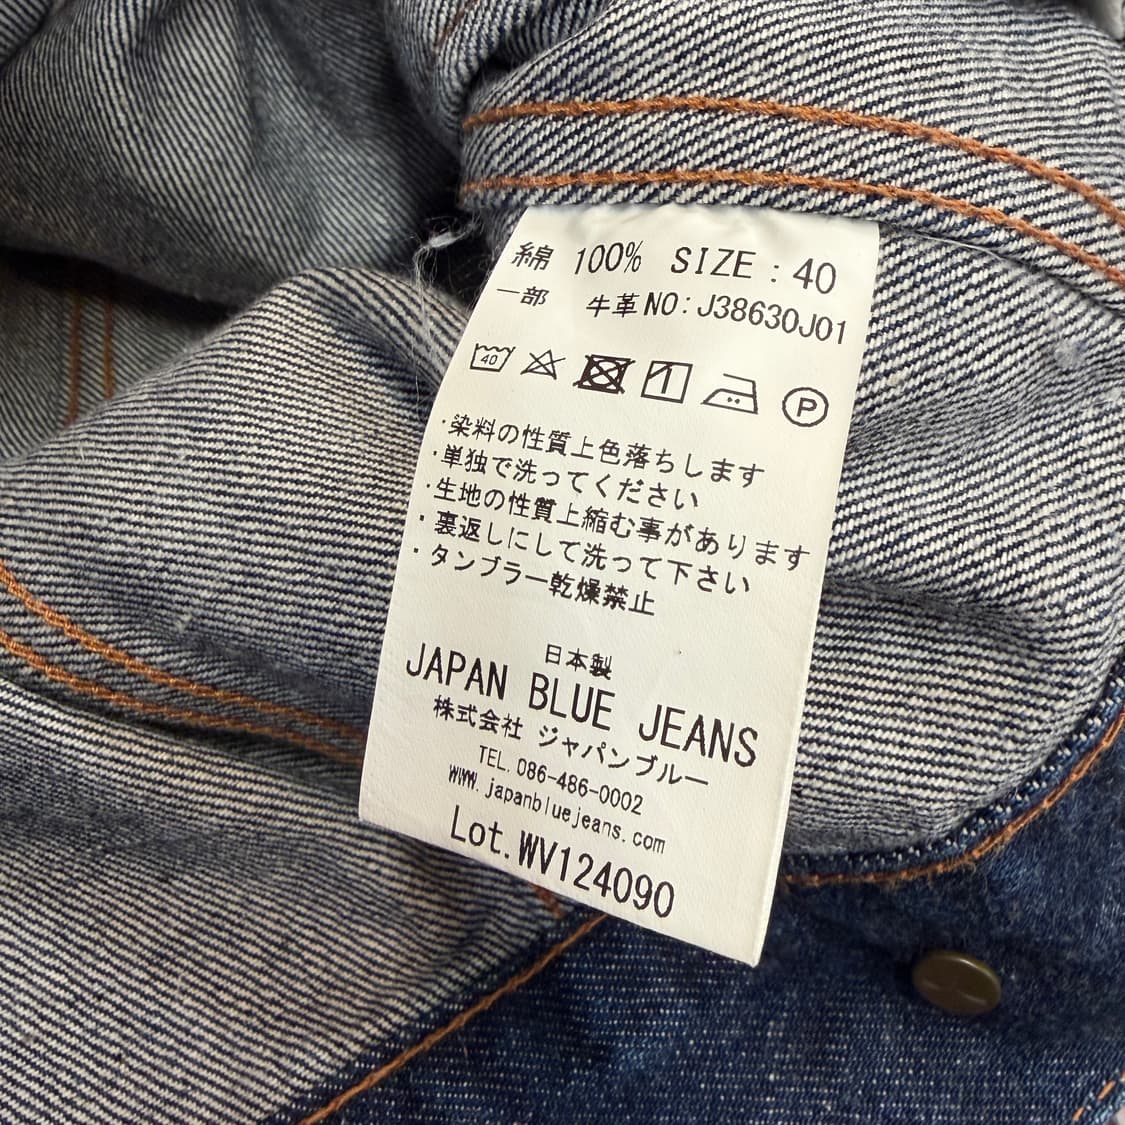 綿 100% SIZE : 40
一部 牛革 NO: J38630J01
40 P
・染料の性質上色落ちします
・単独で洗ってください
・生地の性質上縮む事があります
・裏返しにして洗って下さい
・タンブラー乾燥禁止
日本製
JAPAN BLUE JEANS
株式会社 ジャパンブルー
TEL. 086-486-0002
www.japanbluejeans.com
Lot. WV124090